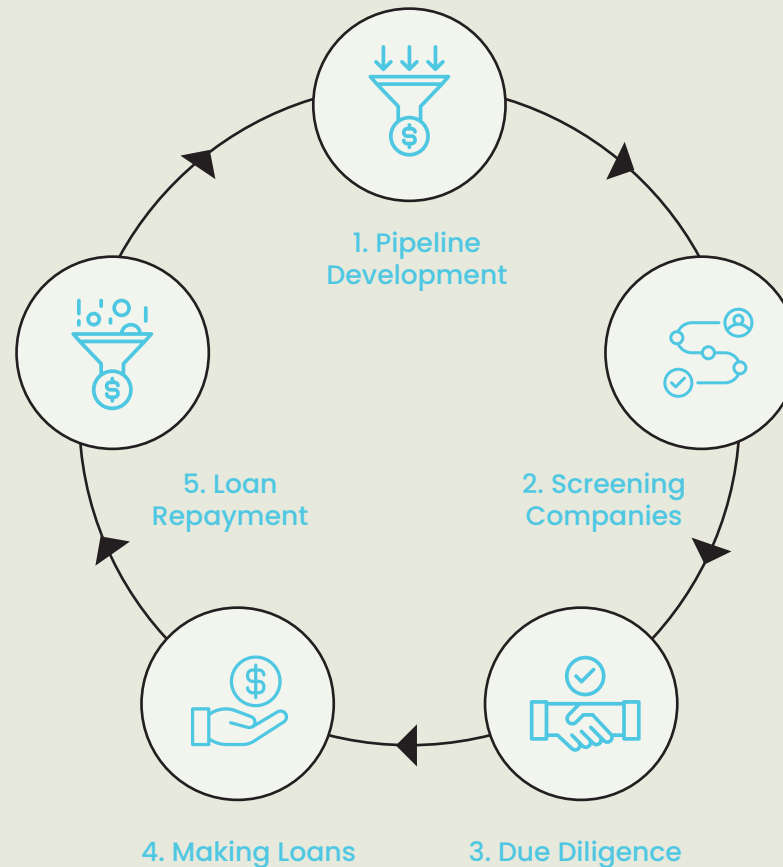 1. Pipeline
Development
2. Screening
Companies
3. Due Diligence
4. Making Loans
5. Loan
Repayment